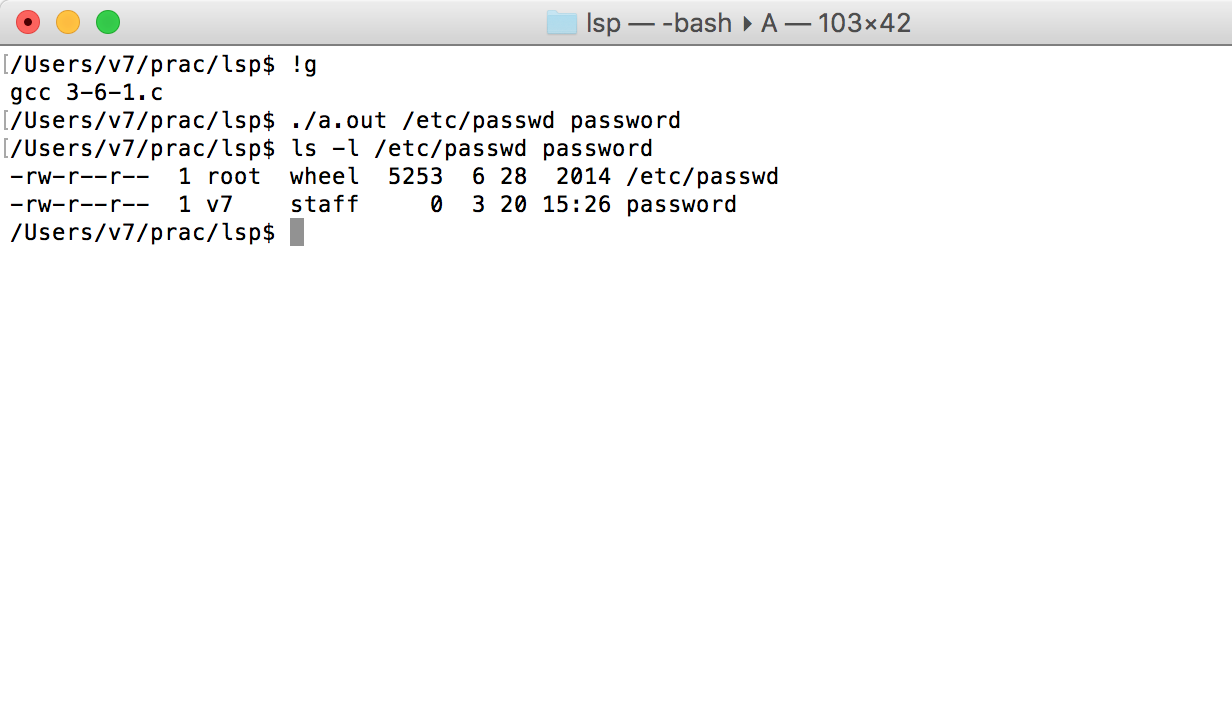 lsp — -bash ▸ A — 103×42
[/Users/v7/prac/lsp$ !g
gcc 3-6-1.c
[/Users/v7/prac/lsp$ ./a.out /etc/passwd password
[/Users/v7/prac/lsp$ ls -l /etc/passwd password
-rw-r--r--  1 root  wheel  5253  6 28  2014 /etc/passwd
-rw-r--r--  1 v7    staff     0  3 20 15:26 password
/Users/v7/prac/lsp$